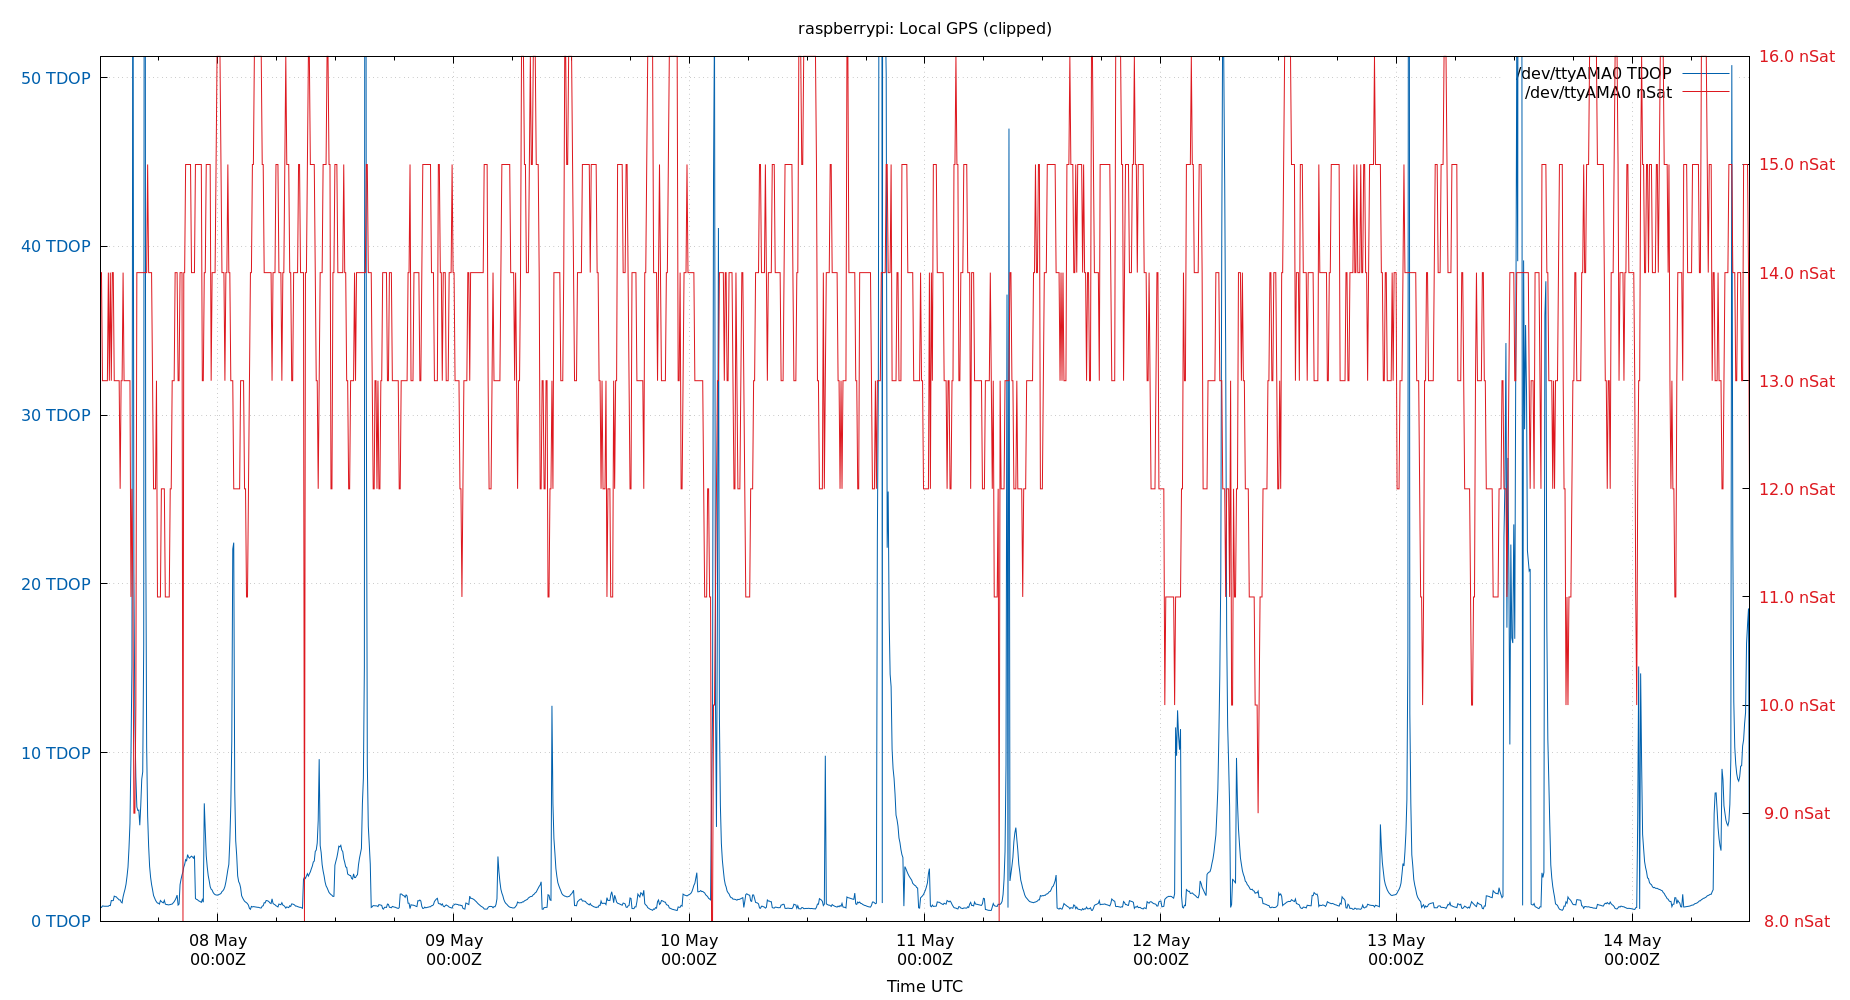 raspberrypi: Local GPS (clipped)
50 TDOP
40 TDOP
30 TDOP
20 TDOP
10 TDOP
0 TDOP
16.0 nSat
15.0 nSat
14.0 nSat
13.0 nSat
12.0 nSat
11.0 nSat
10.0 nSat
9.0 nSat
8.0 nSat
/dev/ttyAMA0 TDOP
/dev/ttyAMA0 nSat
08 May 09 May 10 May 11 May 12 May 13 May 14 May
00:00Z 00:00Z 00:00Z 00:00Z 00:00Z 00:00Z 00:00Z
Time UTC